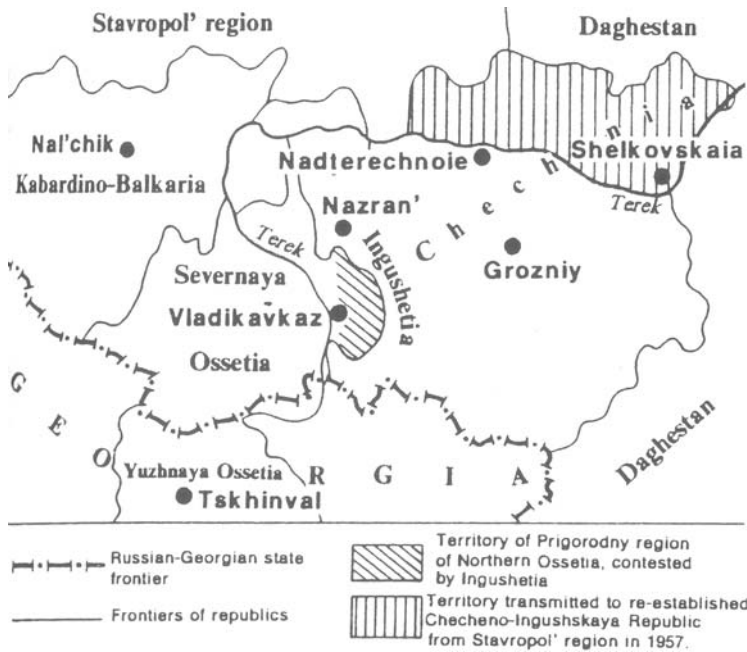 Stavropol' region
Daghestan
Nal'chik
Kabardino-Balkaria
Nadterechnoie
Shelkovskaia
Terek
Chechnia
Nazran'
Ingushetia
Grozniy
Terek
Severnaya
Ossetia
Vladikavkaz
GEORGIA
Yuzhnaya Ossetia
Tskhinval
Daghestan
Russian-Georgian state
frontier
Frontiers of republics
Territory of Prigorodny region
of Northern Ossetia, contested
by Ingushetia
Territory transmitted to re-established
Checheno-Ingushskaya Republic
from Stavropol' region in 1957.